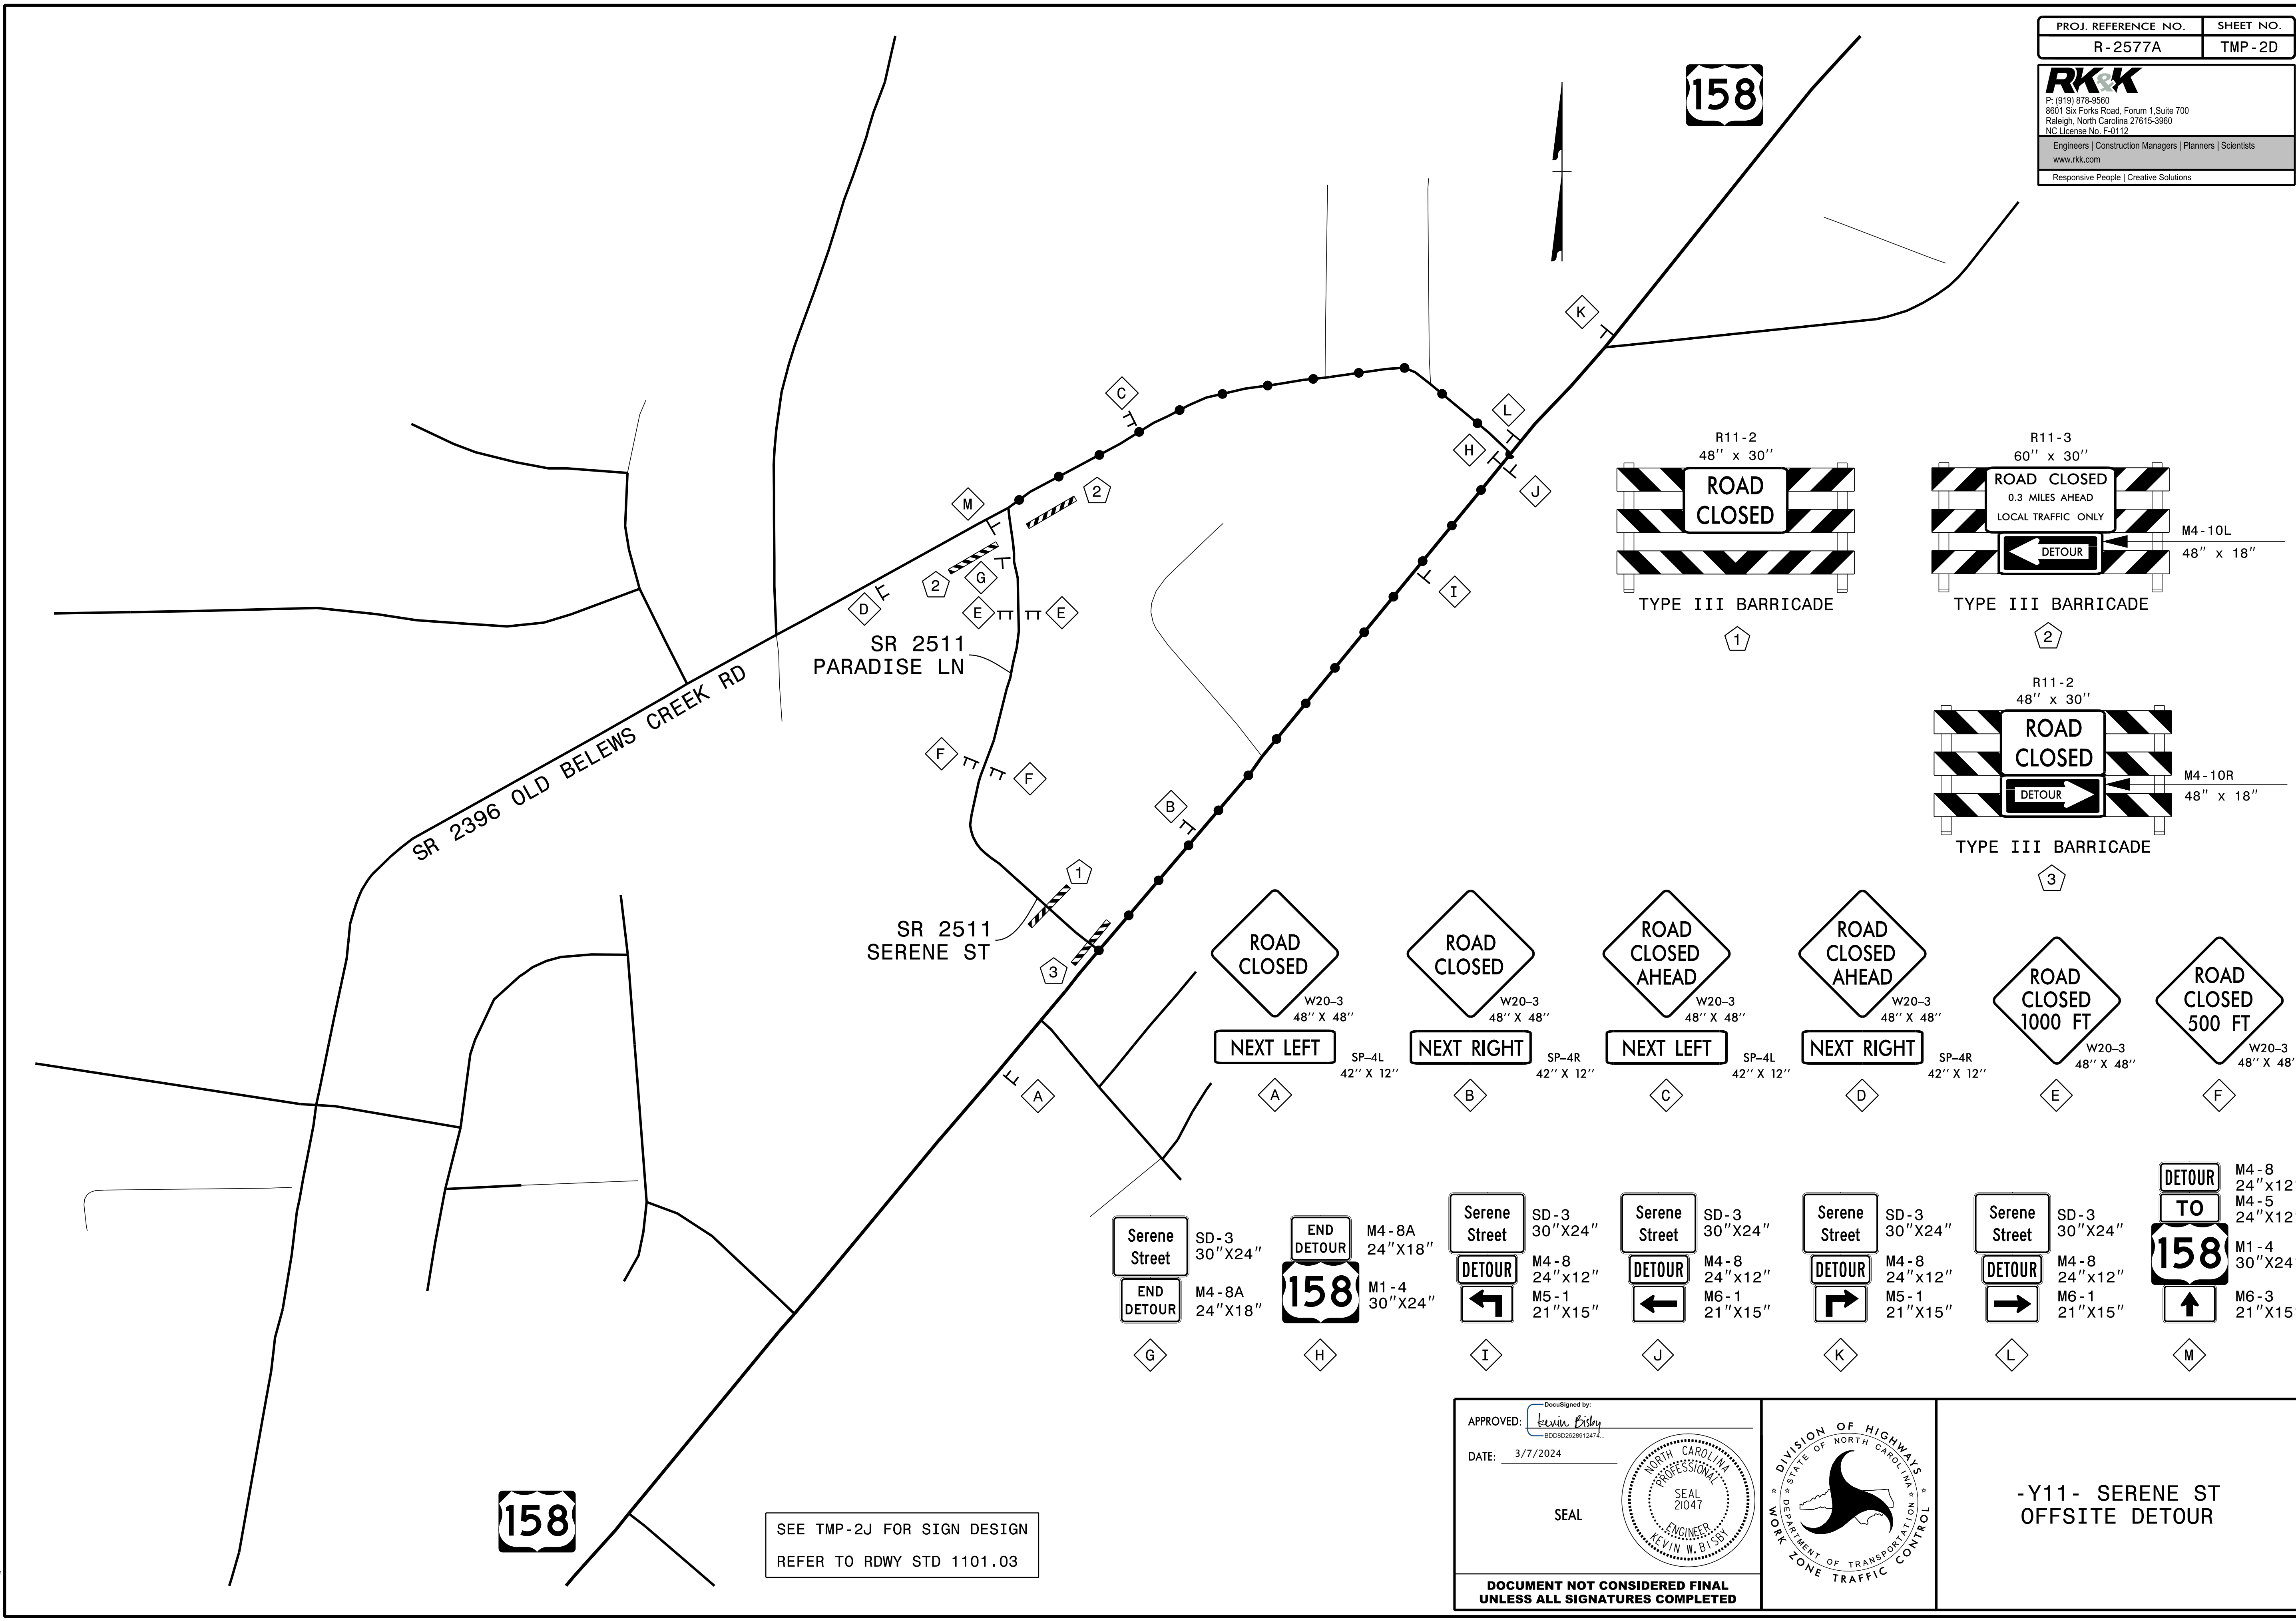 PROJ. REFERENCE NO.
SHEET NO.
R-2577A
TMP-2D
RK&K
P: (919) 878-9560
8601 Six Forks Road, Forum 1,Suite 700
Raleigh, North Carolina 27615-3960
NC License No. F-0112
Engineers | Construction Managers | Planners | Scientists
www.rkk.com
Responsive People | Creative Solutions
158
K
C
L
H
J
M
2
2
G
D
E
E
I
SR 2511
PARADISE LN
SR 2396 OLD BELEWS CREEK RD
F
F
B
1
SR 2511
SERENE ST
3
A
158
R11-2
48" x 30"
ROAD
CLOSED
TYPE III BARRICADE
1
R11-3
60" x 30"
ROAD CLOSED
0.3 MILES AHEAD
LOCAL TRAFFIC ONLY
DETOUR
M4-10L
48" x 18"
TYPE III BARRICADE
2
R11-2
48" x 30"
ROAD
CLOSED
DETOUR
M4-10R
48" x 18"
TYPE III BARRICADE
3
ROAD
CLOSED
W20-3
48" X 48"
NEXT LEFT
SP-4L
42" X 12"
A
ROAD
CLOSED
W20-3
48" X 48"
NEXT RIGHT
SP-4R
42" X 12"
B
ROAD
CLOSED
AHEAD
W20-3
48" X 48"
NEXT LEFT
SP-4L
42" X 12"
C
ROAD
CLOSED
AHEAD
W20-3
48" X 48"
NEXT RIGHT
SP-4R
42" X 12"
D
ROAD
CLOSED
1000 FT
W20-3
48" X 48"
E
ROAD
CLOSED
500 FT
W20-3
48" X 48"
F
Serene
Street
SD-3
30"X24"
END
DETOUR
M4-8A
24"X18"
G
END
DETOUR
M4-8A
24"X18"
158
M1-4
30"X24"
H
Serene
Street
SD-3
30"X24"
DETOUR
M4-8
24"x12"
M5-1
21"X15"
I
Serene
Street
SD-3
30"X24"
DETOUR
M4-8
24"x12"
M6-1
21"X15"
J
Serene
Street
SD-3
30"X24"
DETOUR
M4-8
24"x12"
M5-1
21"X15"
K
Serene
Street
SD-3
30"X24"
DETOUR
M4-8
24"x12"
M6-1
21"X15"
L
DETOUR
M4-8
24"x12
TO
M4-5
24"X12
158
M1-4
30"X24
M6-3
21"X15
M
SEE TMP-2J FOR SIGN DESIGN
REFER TO RDWY STD 1101.03
APPROVED:
DocuSigned by:
Kevin Bisby
BDD8D2628912474...
DATE: 3/7/2024
SEAL
NORTH CAROLINA
PROFESSIONAL
SEAL
21047
ENGINEER
KEVIN W. BISBY
DOCUMENT NOT CONSIDERED FINAL
UNLESS ALL SIGNATURES COMPLETED
DIVISION OF HIGHWAYS
STATE OF NORTH CAROLINA
DEPARTMENT OF TRANSPORTATION
WORK ZONE TRAFFIC CONTROL
-Y11- SERENE ST
OFFSITE DETOUR